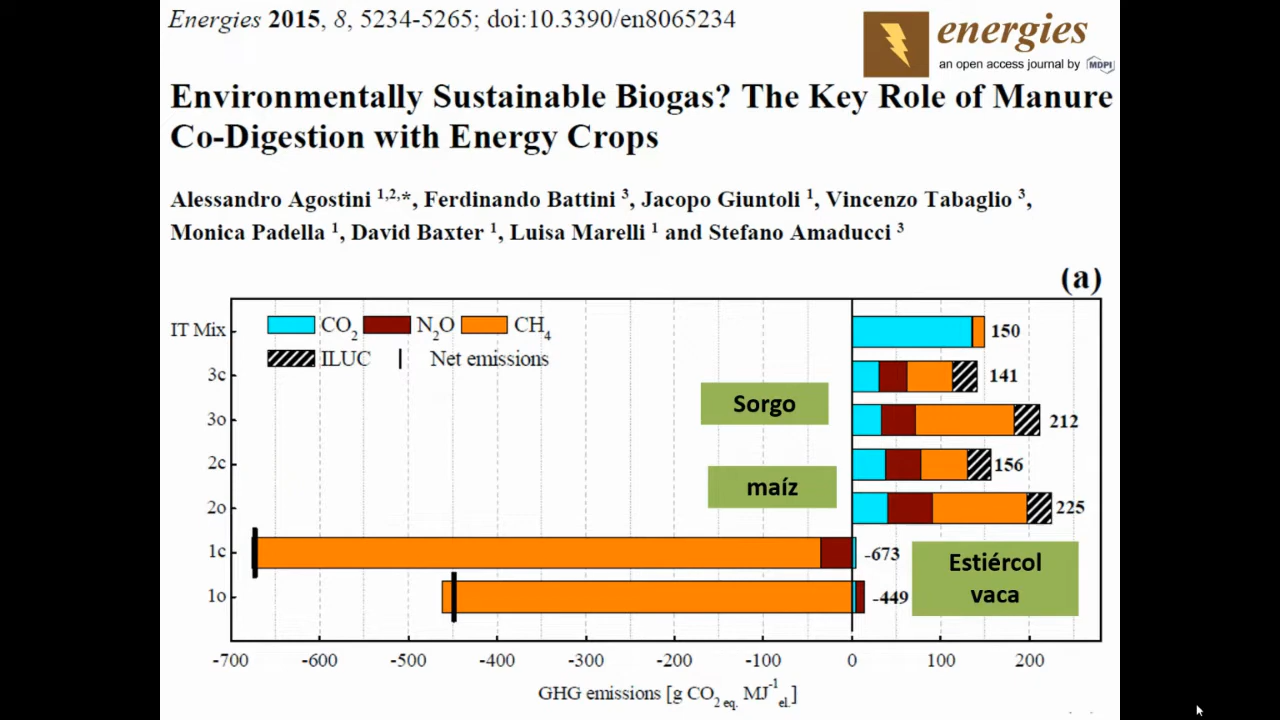 Energies 2015, 8, 5234-5265; doi:10.3390/en8065234
energies
an open access journal by MDPI
Environmentally Sustainable Biogas? The Key Role of Manure
Co-Digestion with Energy Crops
Alessandro Agostini 1,2,*, Ferdinando Battini 3, Jacopo Giuntoli 1, Vincenzo Tabaglio 3,
Monica Padella 1, David Baxter 1, Luisa Marelli 1 and Stefano Amaducci 3
(a)
IT Mix CO2 N2O CH4 150
ILUC Net emissions
3c 141
Sorgo
3o 212
2c 156
maíz
2o 225
1c -673
Estiércol
vaca
1o -449
-700 -600 -500 -400 -300 -200 -100 0 100 200
GHG emissions [g CO2 eq. MJ-1 el.]